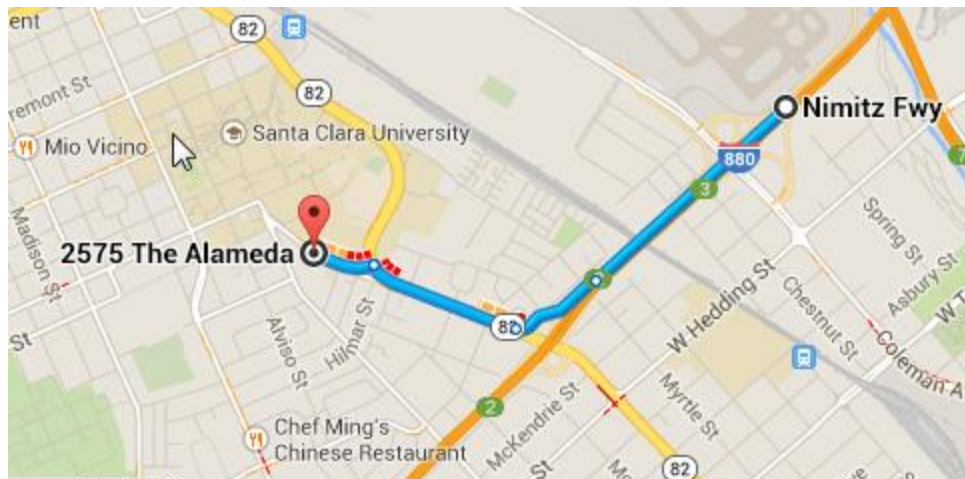 ent
82
82
remont St
Nimitz Fwy
Mio Vicino
Santa Clara University
880
7
3
Madison St
2575 The Alameda
Spring St
Asbury St
W T
W Hedding St
Chestnut St
Coleman A
82
St
Alviso St
Hilmar St
2
McKendrie St
Myrtle St
Chef Ming's
Chinese Restaurant
St
82